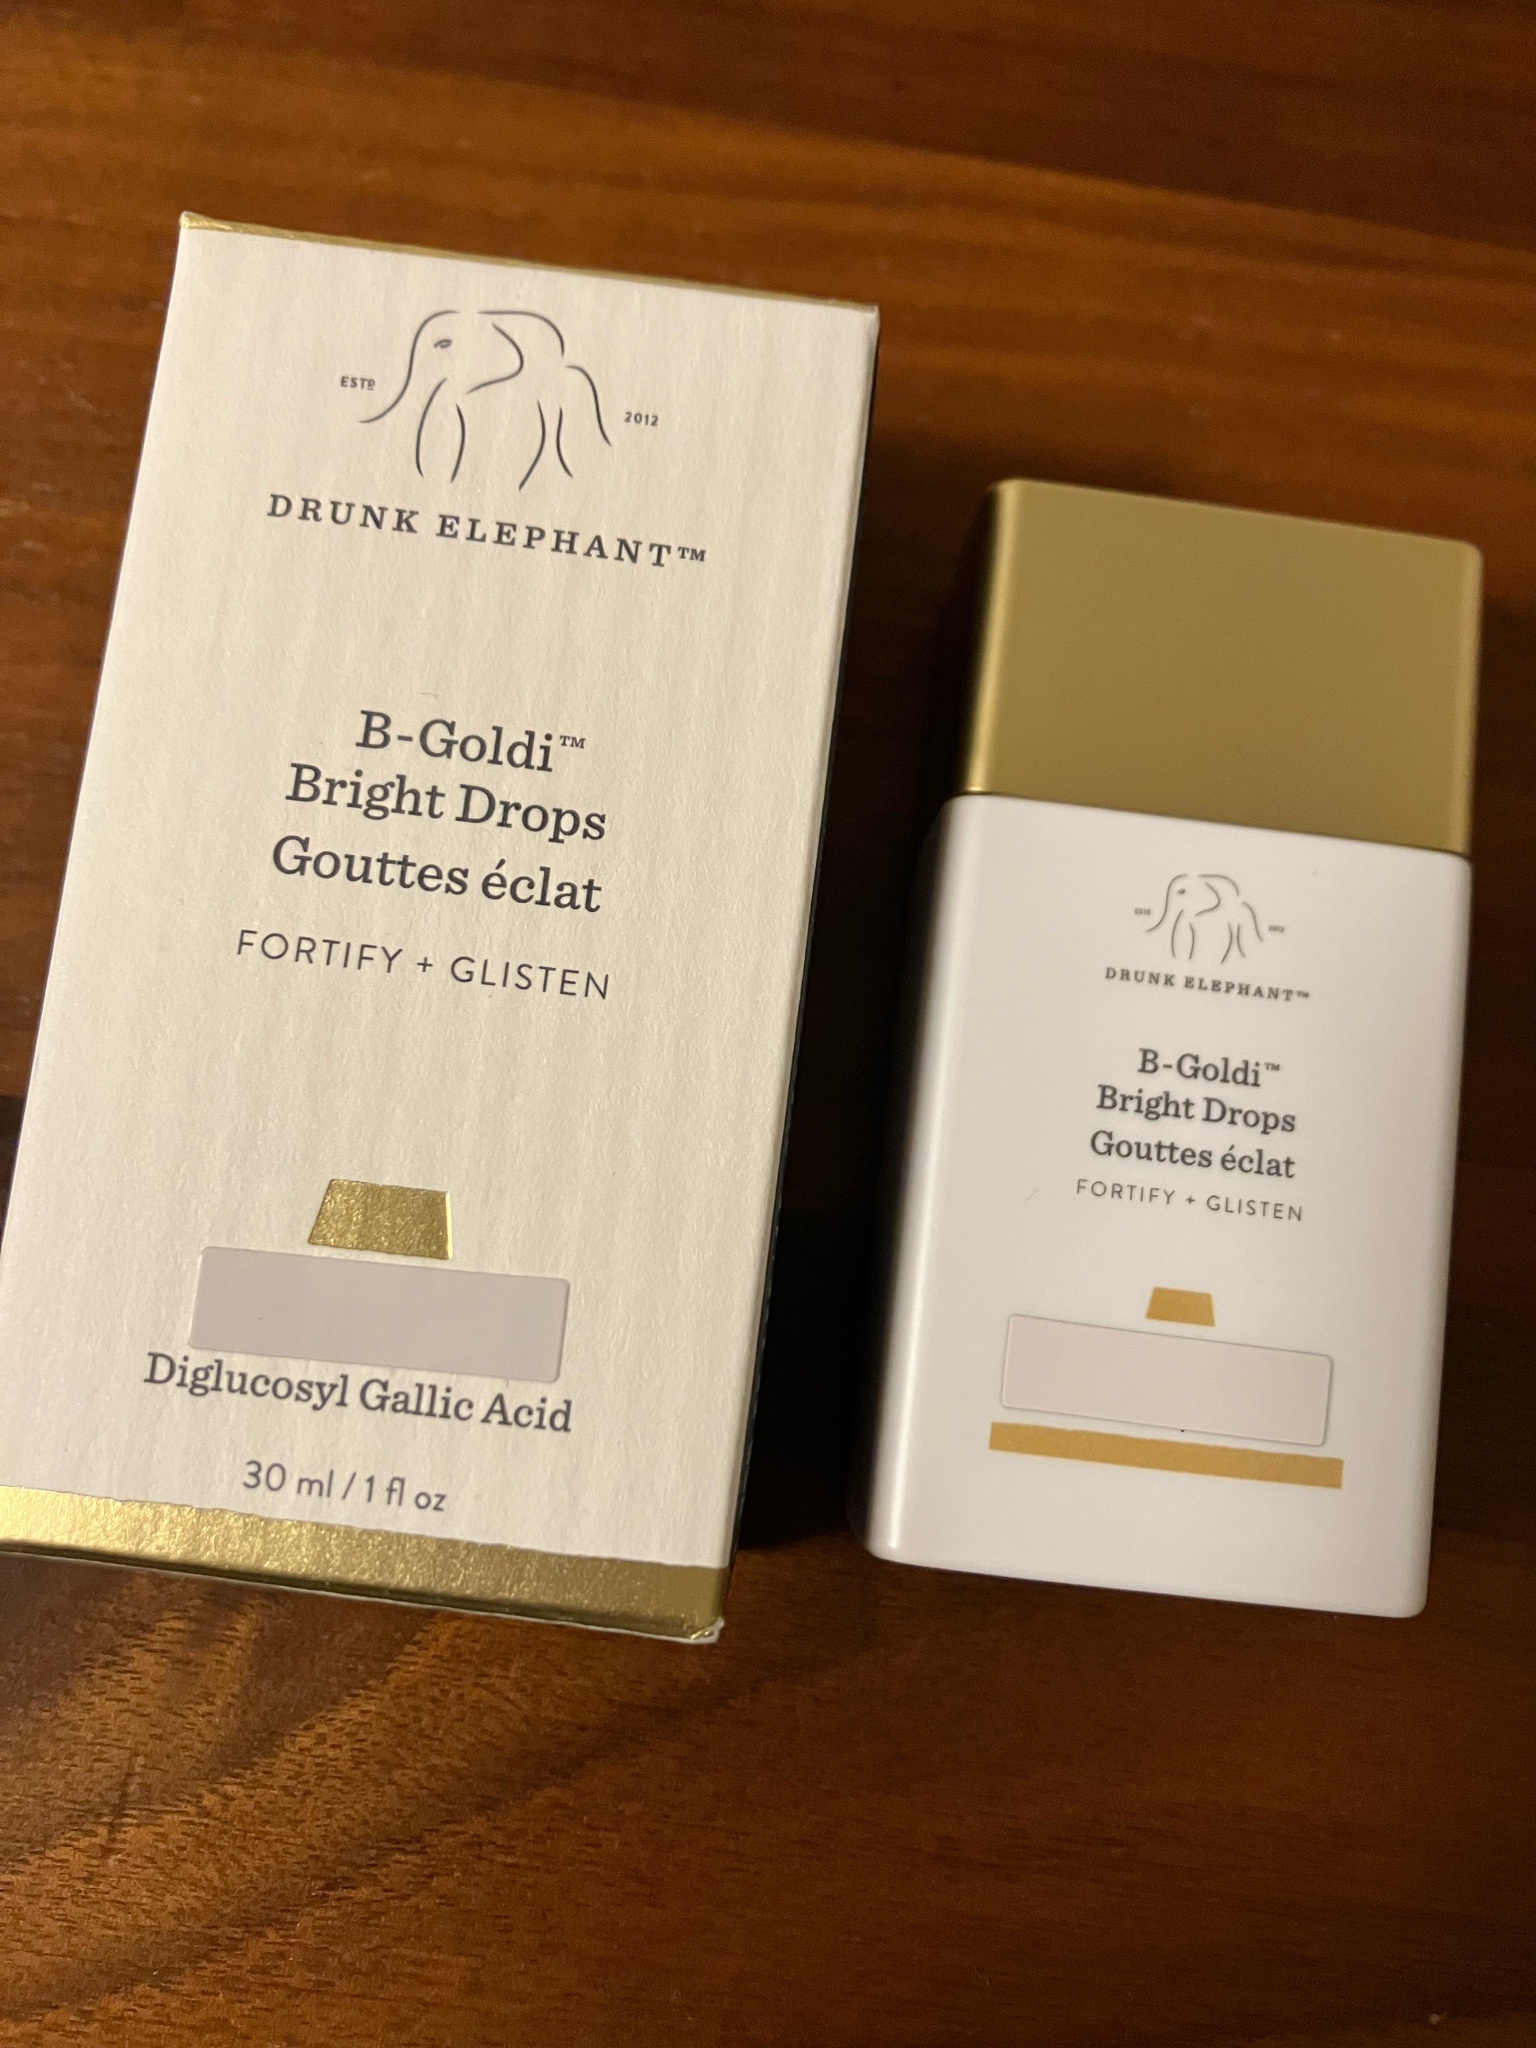 ESTD
2012
DRUNK ELEPHANT™
B-Goldi™
Bright Drops
Gouttes éclat
FORTIFY + GLISTEN
Diglucosyl Gallic Acid
30 ml / 1 fl oz
DRUNK ELEPHANT™
B-Goldi™
Bright Drops
Gouttes éclat
FORTIFY + GLISTEN